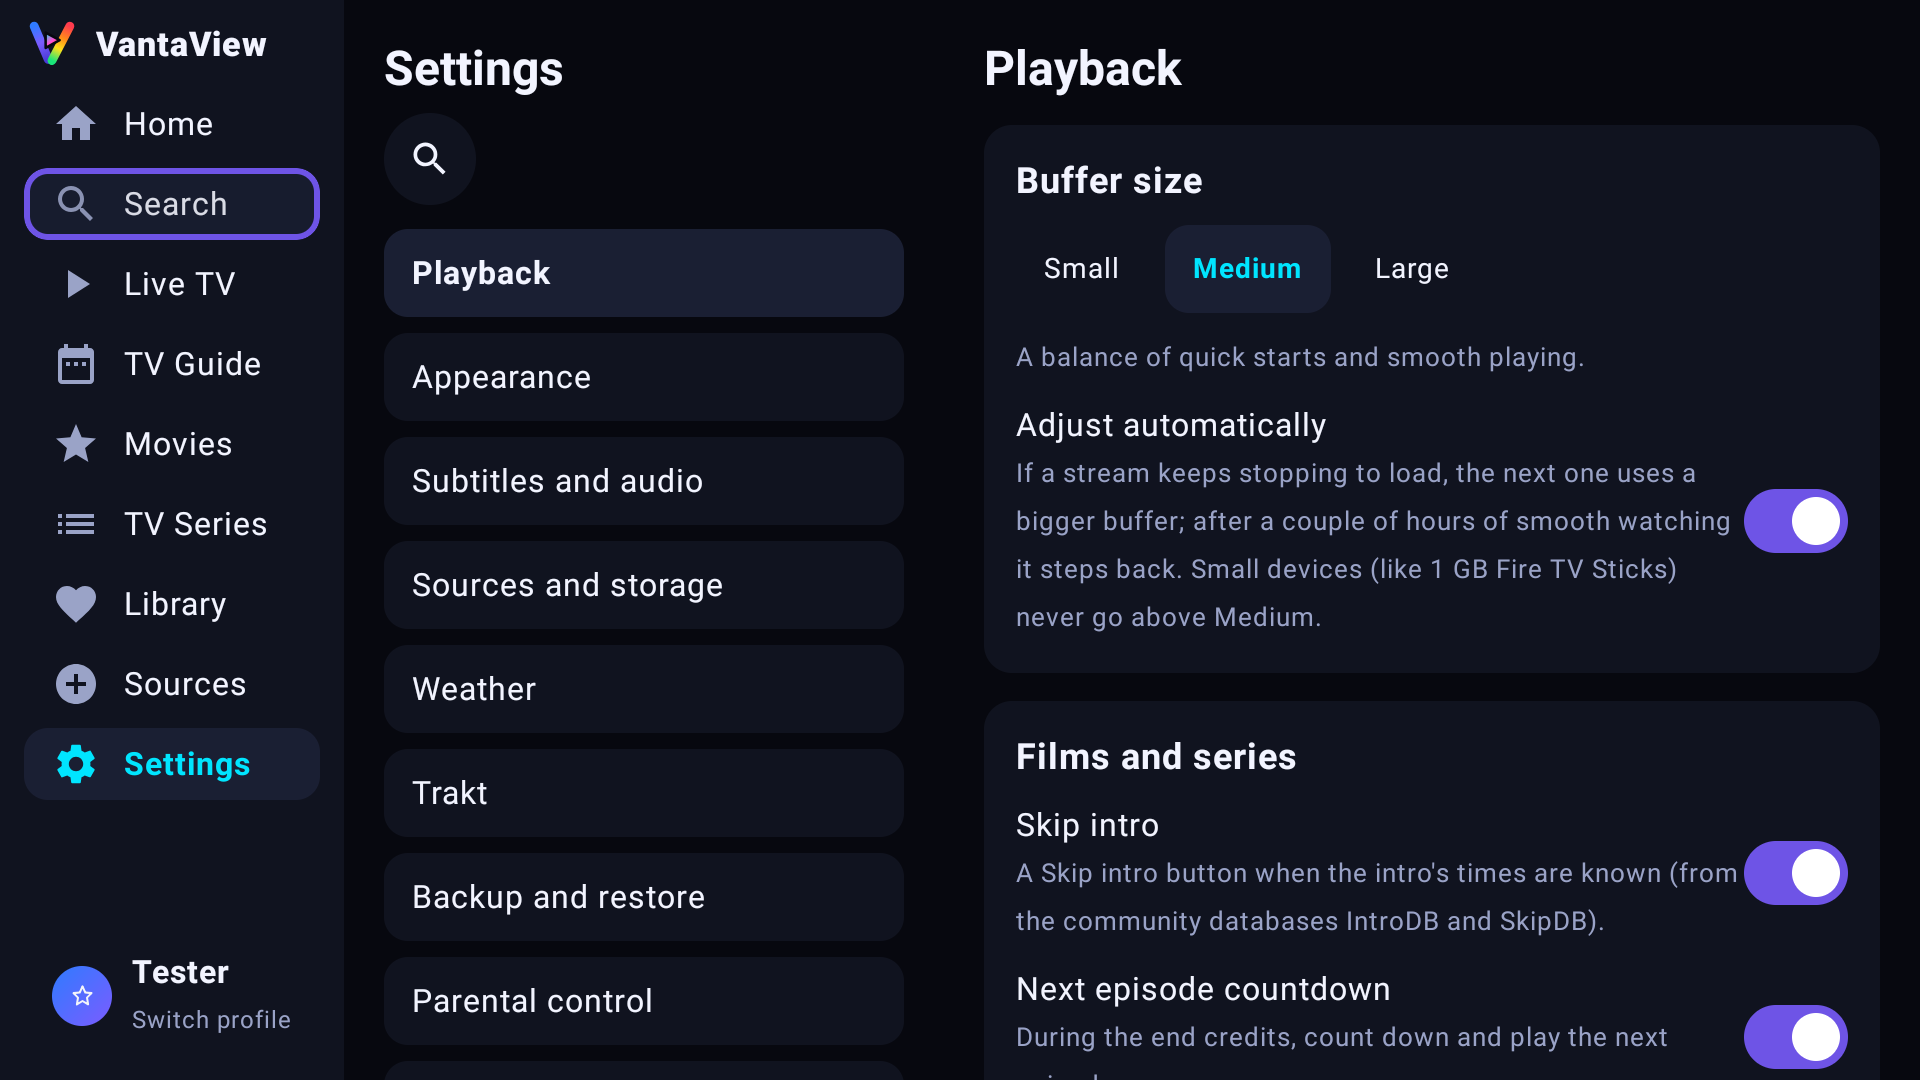 VantaView
Home
Search
Live TV
TV Guide
Movies
TV Series
Library
Sources
Settings
Tester
Switch profile
Settings
Playback
Appearance
Subtitles and audio
Sources and storage
Weather
Trakt
Backup and restore
Parental control
Playback
Buffer size
Small
Medium
Large
A balance of quick starts and smooth playing.
Adjust automatically
If a stream keeps stopping to load, the next one uses a
bigger buffer; after a couple of hours of smooth watching
it steps back. Small devices (like 1 GB Fire TV Sticks)
never go above Medium.
Films and series
Skip intro
A Skip intro button when the intro's times are known (from
the community databases IntroDB and SkipDB).
Next episode countdown
During the end credits, count down and play the next